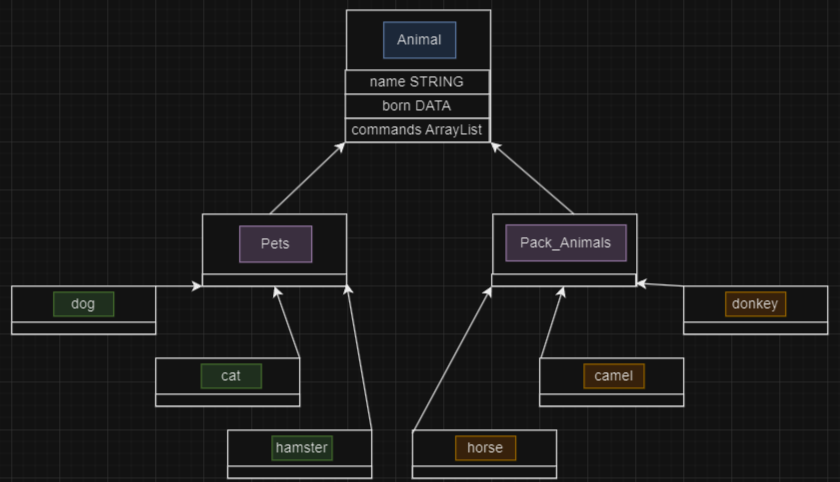 Animal
name STRING
born DATA
commands ArrayList
Pets
Pack_Animals
dog
donkey
cat
camel
hamster
horse